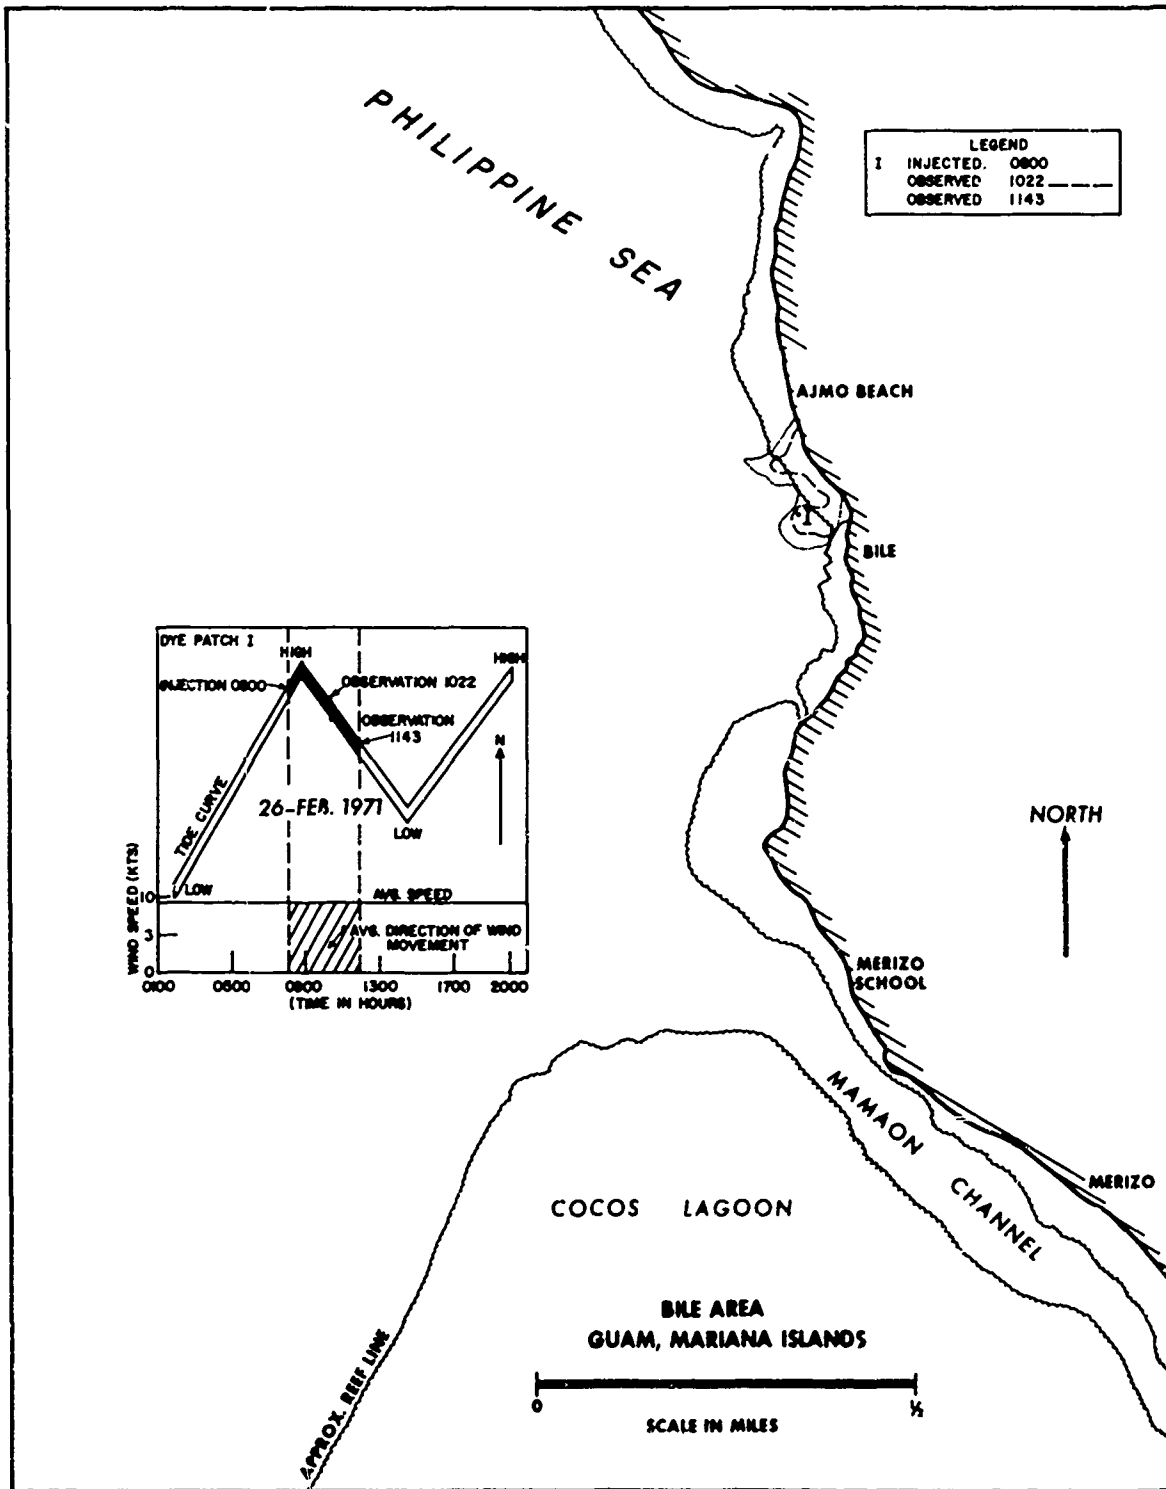 PHILIPPINE SEA
LEGEND
I INJECTED. 0800
OBSERVED 1022
OBSERVED 1143
AJMO BEACH
I
BILE
DYE PATCH I
HIGH
HIGH
INJECTION 0800
OBSERVATION 1022
OBSERVATION
1143
N
TIDE CURVE
26-FEB. 1971
LOW
LOW
WIND SPEED (KTS)
10
AVG. SPEED
3
AVG. DIRECTION OF WIND
MOVEMENT
0
0100 0500 0900 1300 1700 2000
(TIME IN HOURS)
NORTH
MERIZO
SCHOOL
MAMAON CHANNEL
MERIZO
COCOS LAGOON
BILE AREA
GUAM, MARIANA ISLANDS
0 ½
SCALE IN MILES
APPROX. REEF LINE